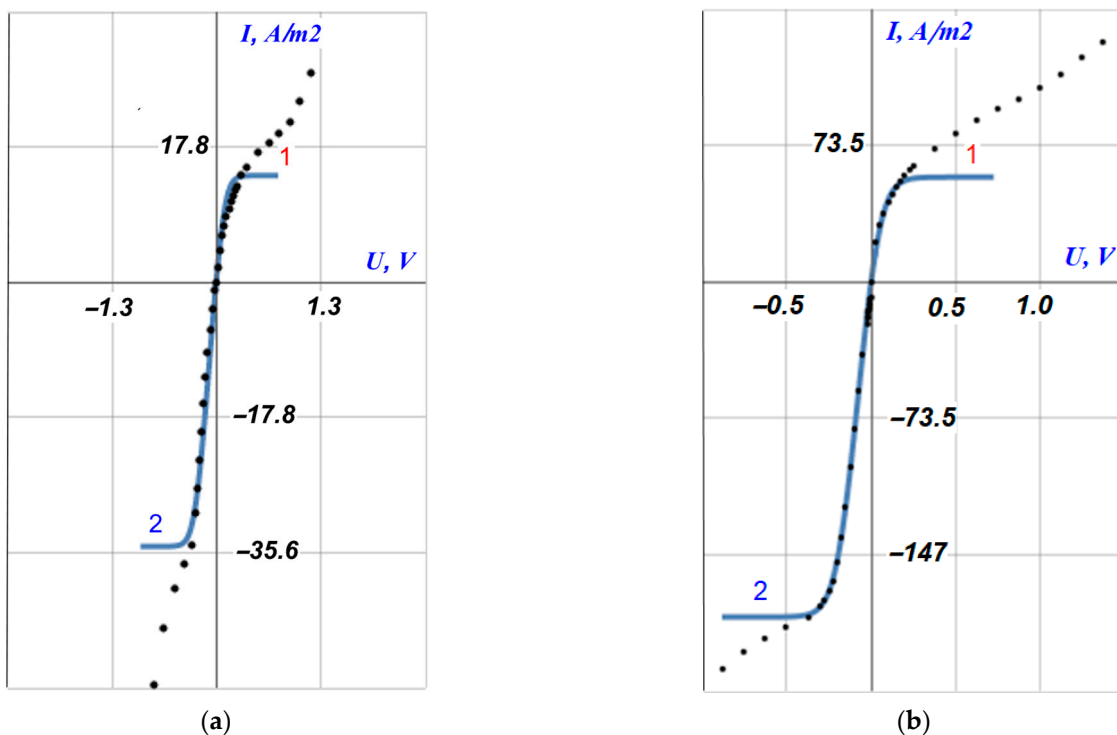 I, A/m2
17.8
1
U, V
–1.3
1.3
–17.8
2
–35.6
(a)
I, A/m2
73.5
1
U, V
–0.5
0.5
1.0
–73.5
–147
2
(b)